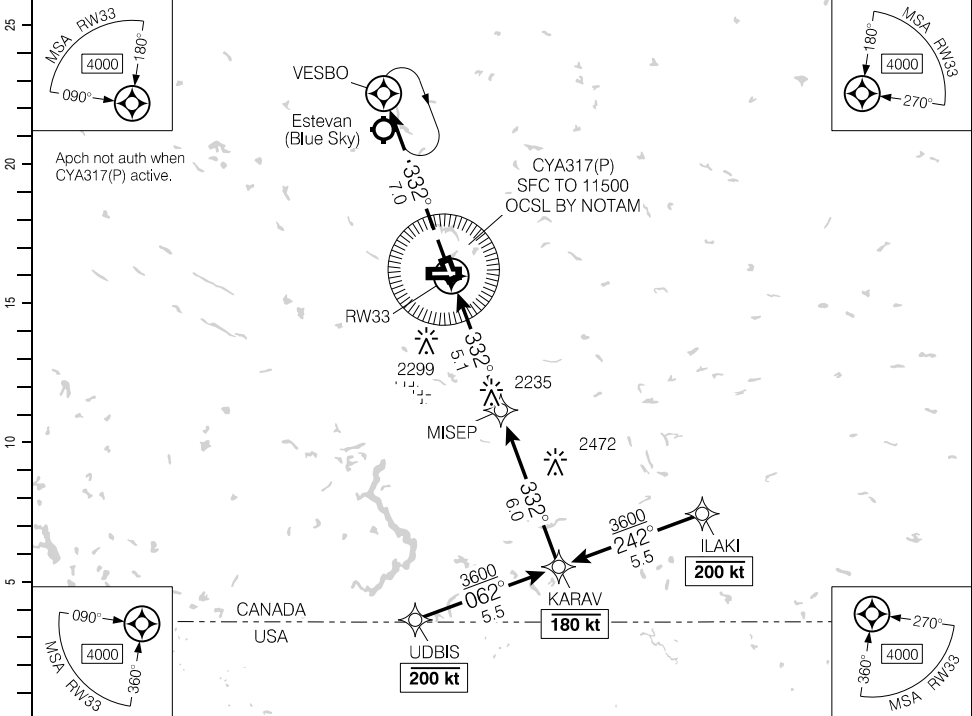 25
20
15
10
5
MSA RW33
180°
4000
090°
MSA RW33
180°
4000
270°
VESBO
Estevan
(Blue Sky)
Apch not auth when
CYA317(P) active.
332°
7.0
CYA317(P)
SFC TO 11500
OCSL BY NOTAM
RW33
332°
5.1
2299
2235
MISEP
2472
332°
6.0
3600
242°
5.5
ILAKI
200 kt
3600
062°
5.5
KARAV
180 kt
CANADA
USA
UDBIS
200 kt
090°
4000
360°
MSA RW33
270°
4000
360°
MSA RW33